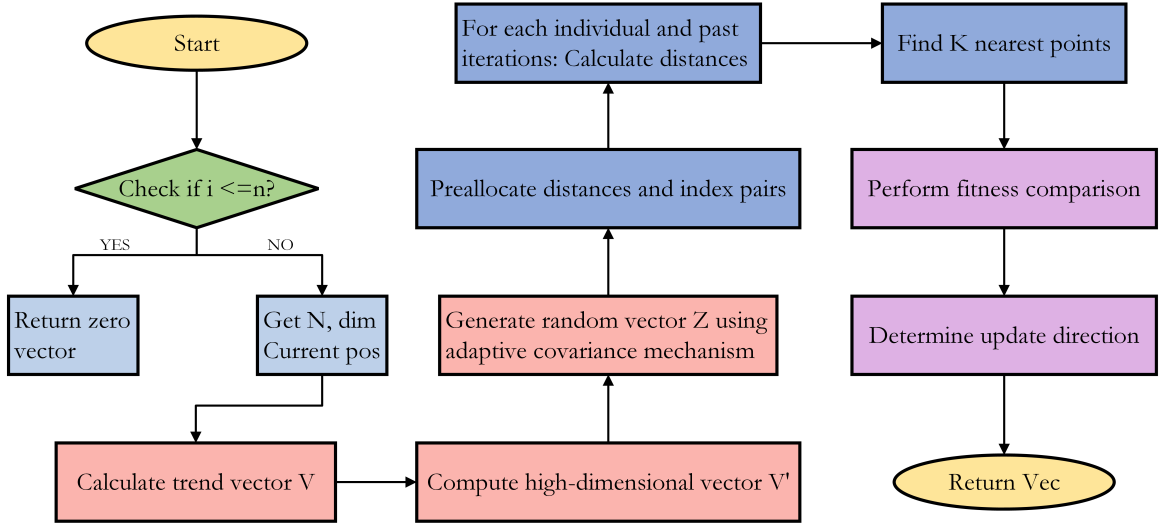 Start
Check if i <=n?
YES
NO
Return zero
vector
Get N, dim
Current pos
Calculate trend vector V
Compute high-dimensional vector V'
Generate random vector Z using
adaptive covariance mechanism
Preallocate distances and index pairs
For each individual and past
iterations: Calculate distances
Find K nearest points
Perform fitness comparison
Determine update direction
Return Vec